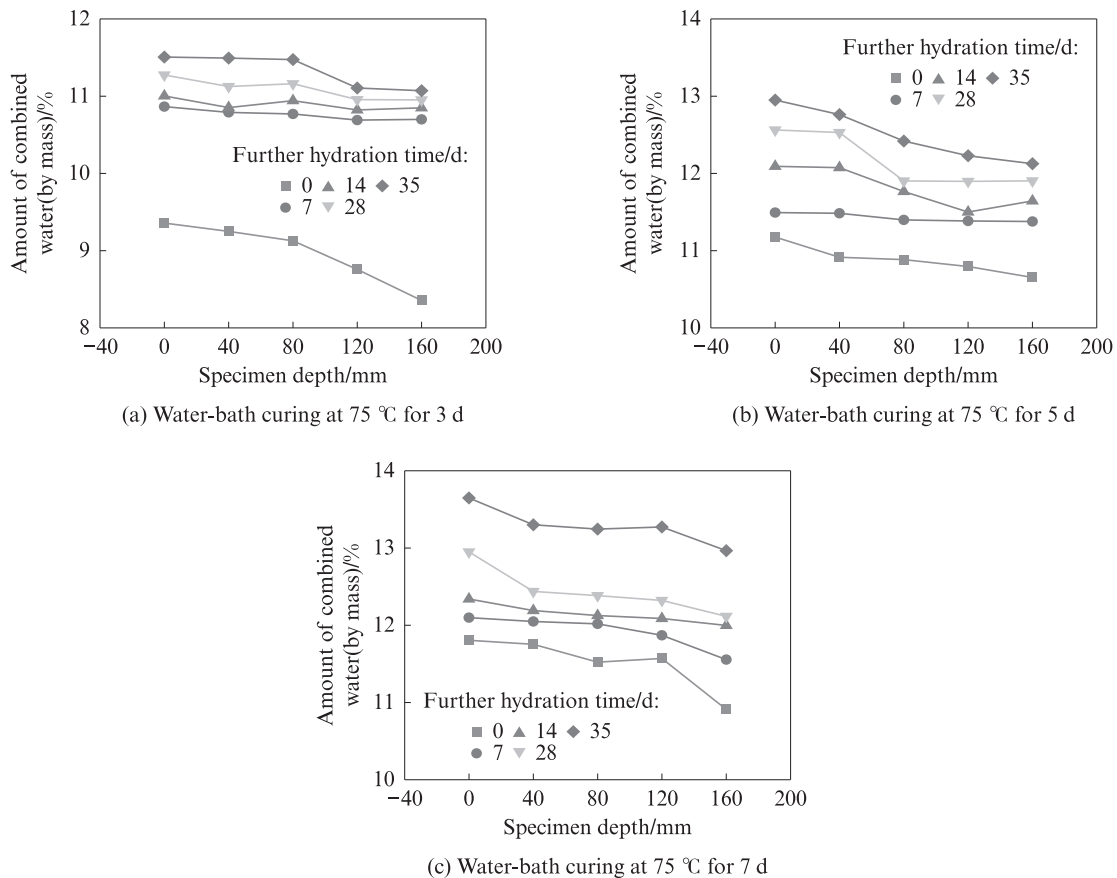 12
11
10
9
8
−40
0
40
80
120
160
200
Amount of combined
water(by mass)/%
Specimen depth/mm
Further hydration time/d:
0 14 35
7 28
(a) Water-bath curing at 75 ℃ for 3 d
14
13
12
11
10
−40
0
40
80
120
160
200
Amount of combined
water(by mass)/%
Specimen depth/mm
Further hydration time/d:
0 14 35
7 28
(b) Water-bath curing at 75 ℃ for 5 d
14
13
12
11
10
−40
0
40
80
120
160
200
Amount of combined
water(by mass)/%
Specimen depth/mm
Further hydration time/d:
0 14 35
7 28
(c) Water-bath curing at 75 ℃ for 7 d